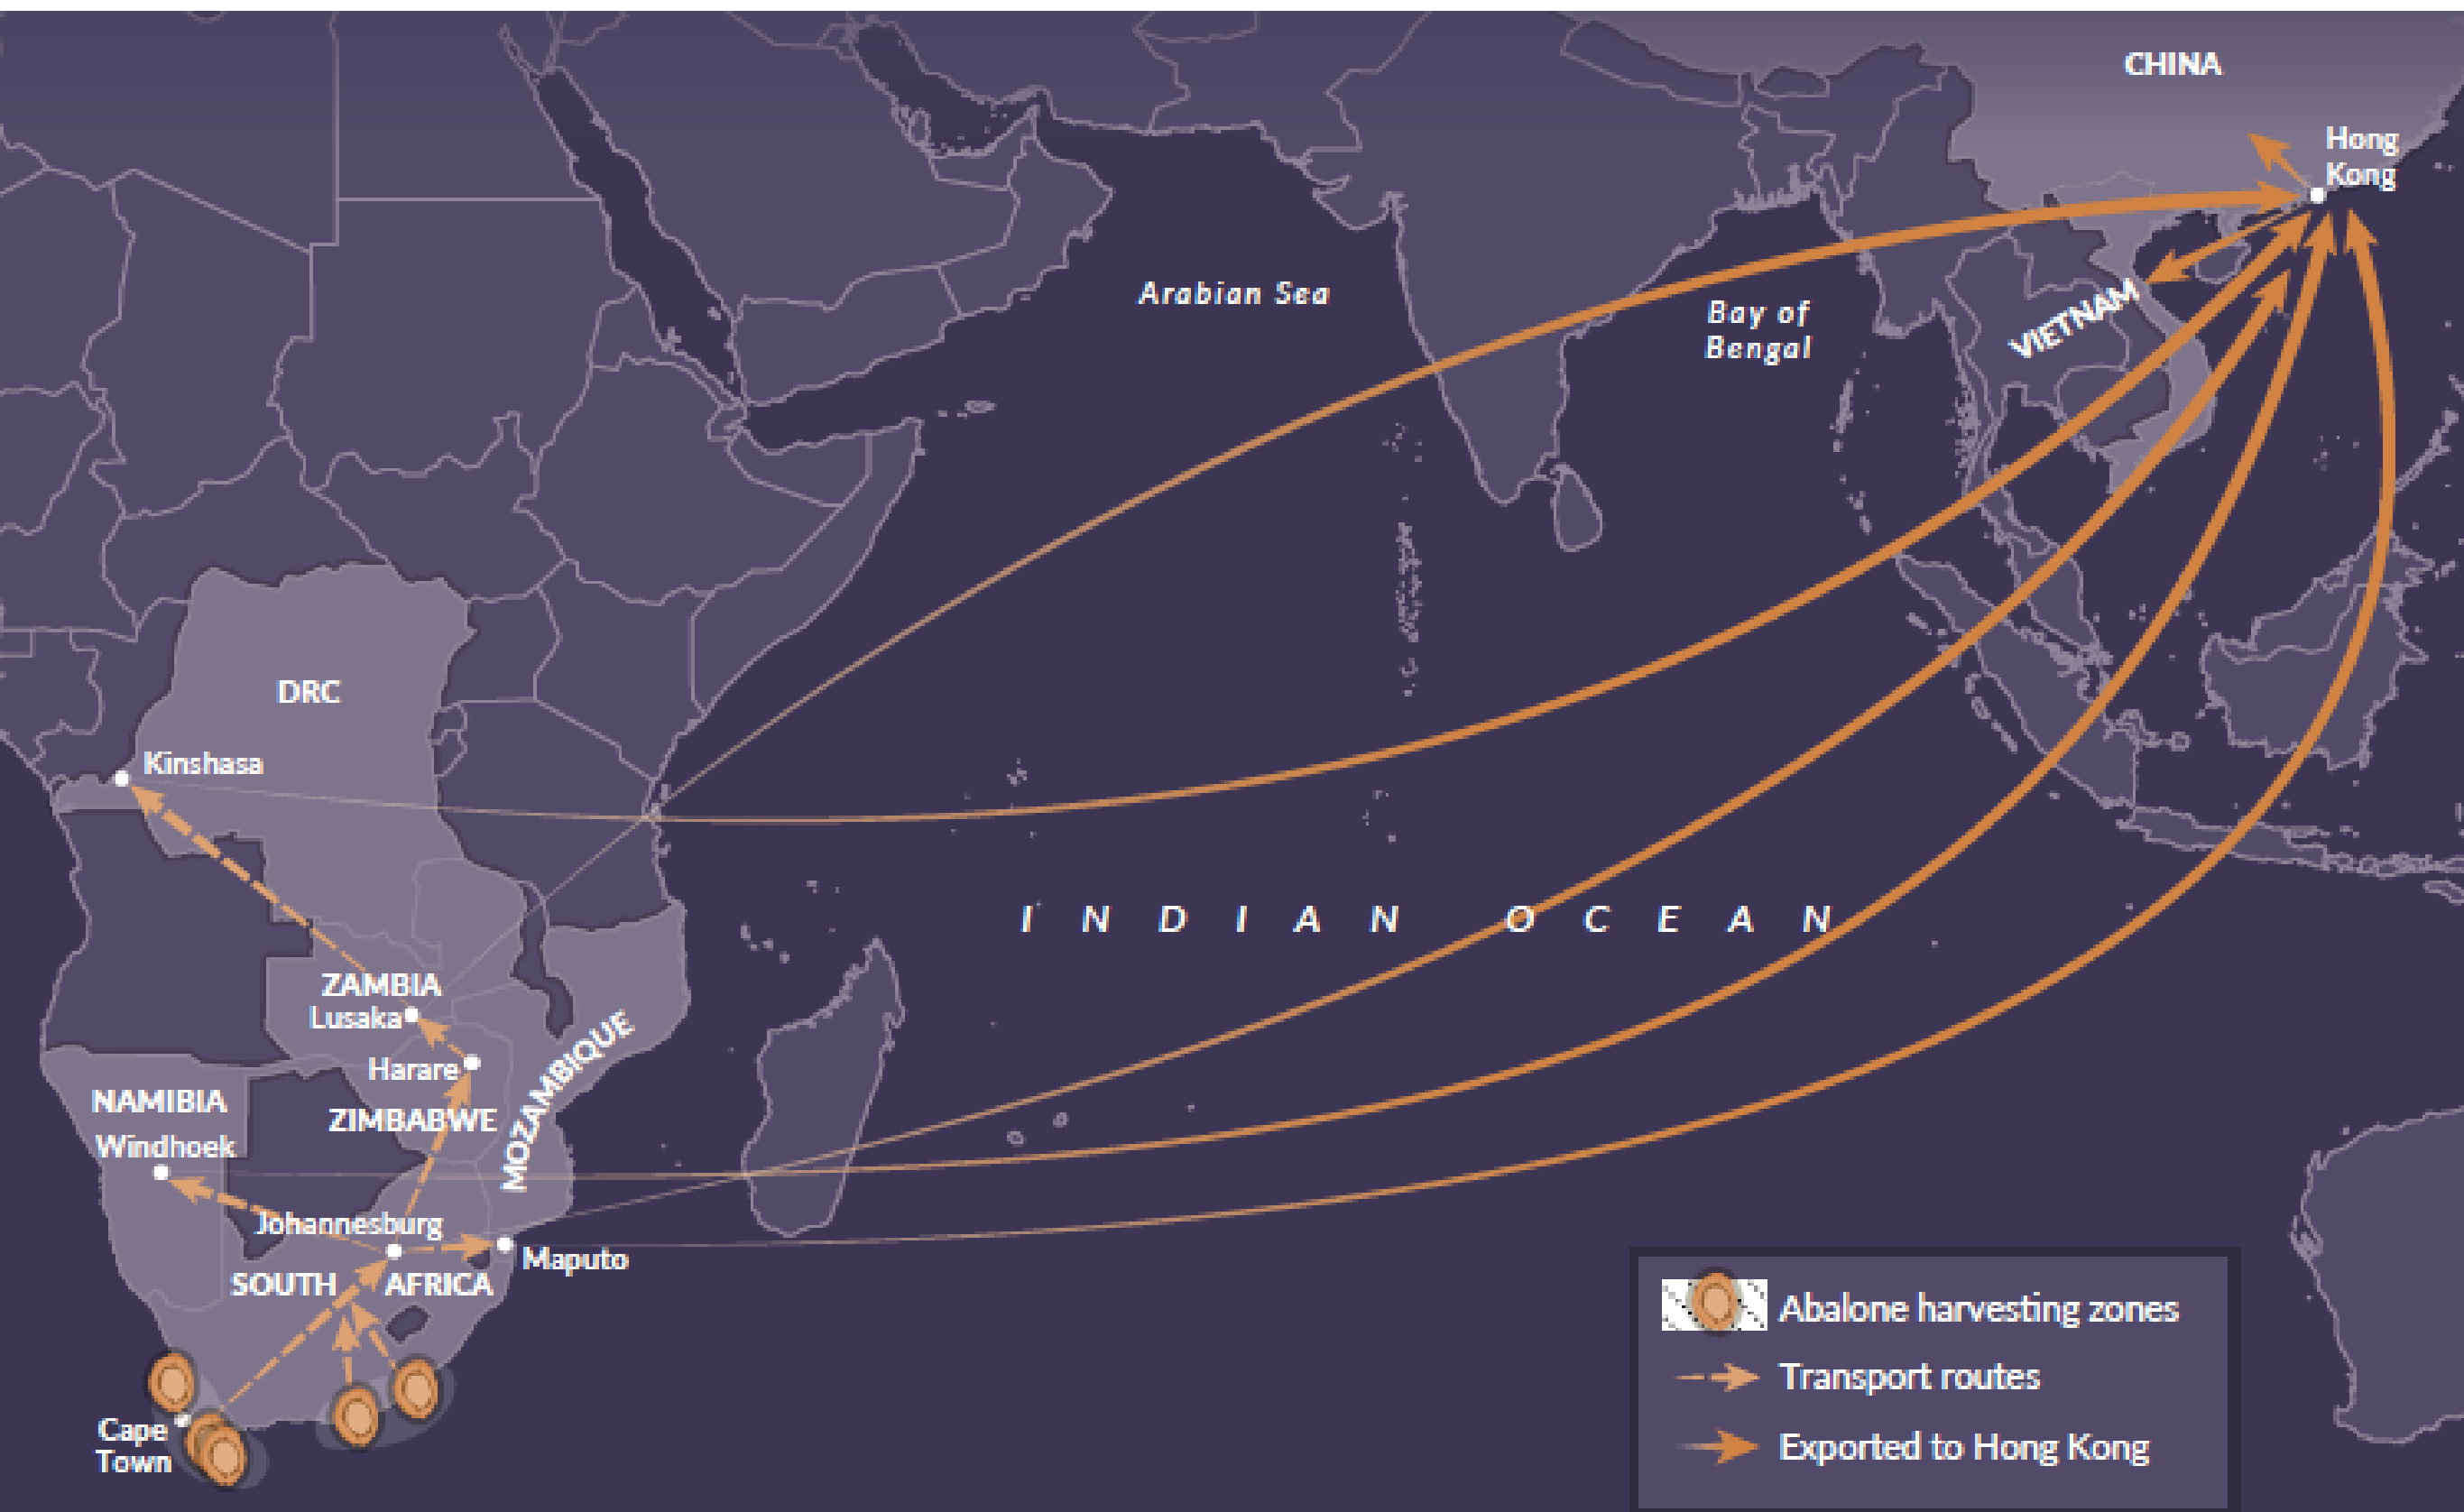 CHINA
Hong
Kong
Arabian Sea
Bay of
Bengal
VIETNAM
DRC
Kinshasa
INDIAN OCEAN
ZAMBIA
Lusaka
Harare
MOZAMBIQUE
NAMIBIA
ZIMBABWE
Windhoek
Johannesburg
Maputo
SOUTH AFRICA
Cape
Town
Abalone harvesting zones
Transport routes
Exported to Hong Kong